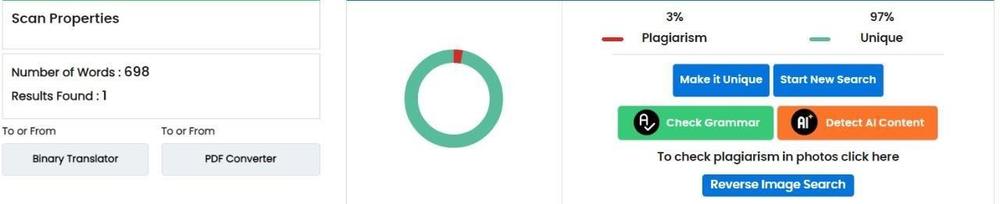 Scan Properties
Number of Words : 698
Results Found : 1
To or From
To or From
Binary Translator
PDF Converter
3%
97%
Plagiarism
Unique
Make it Unique
Start New Search
Check Grammar
AI
Detect AI Content
To check plagiarism in photos click here
Reverse Image Search